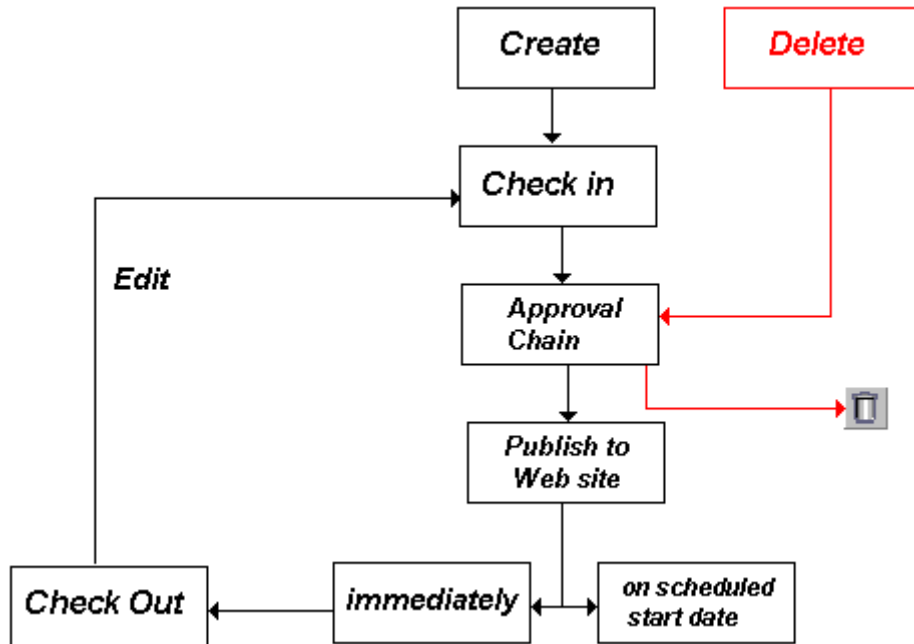 Create
Delete
Check in
Edit
Approval
Chain
Publish to
Web site
Check Out
immediately
on scheduled
start date